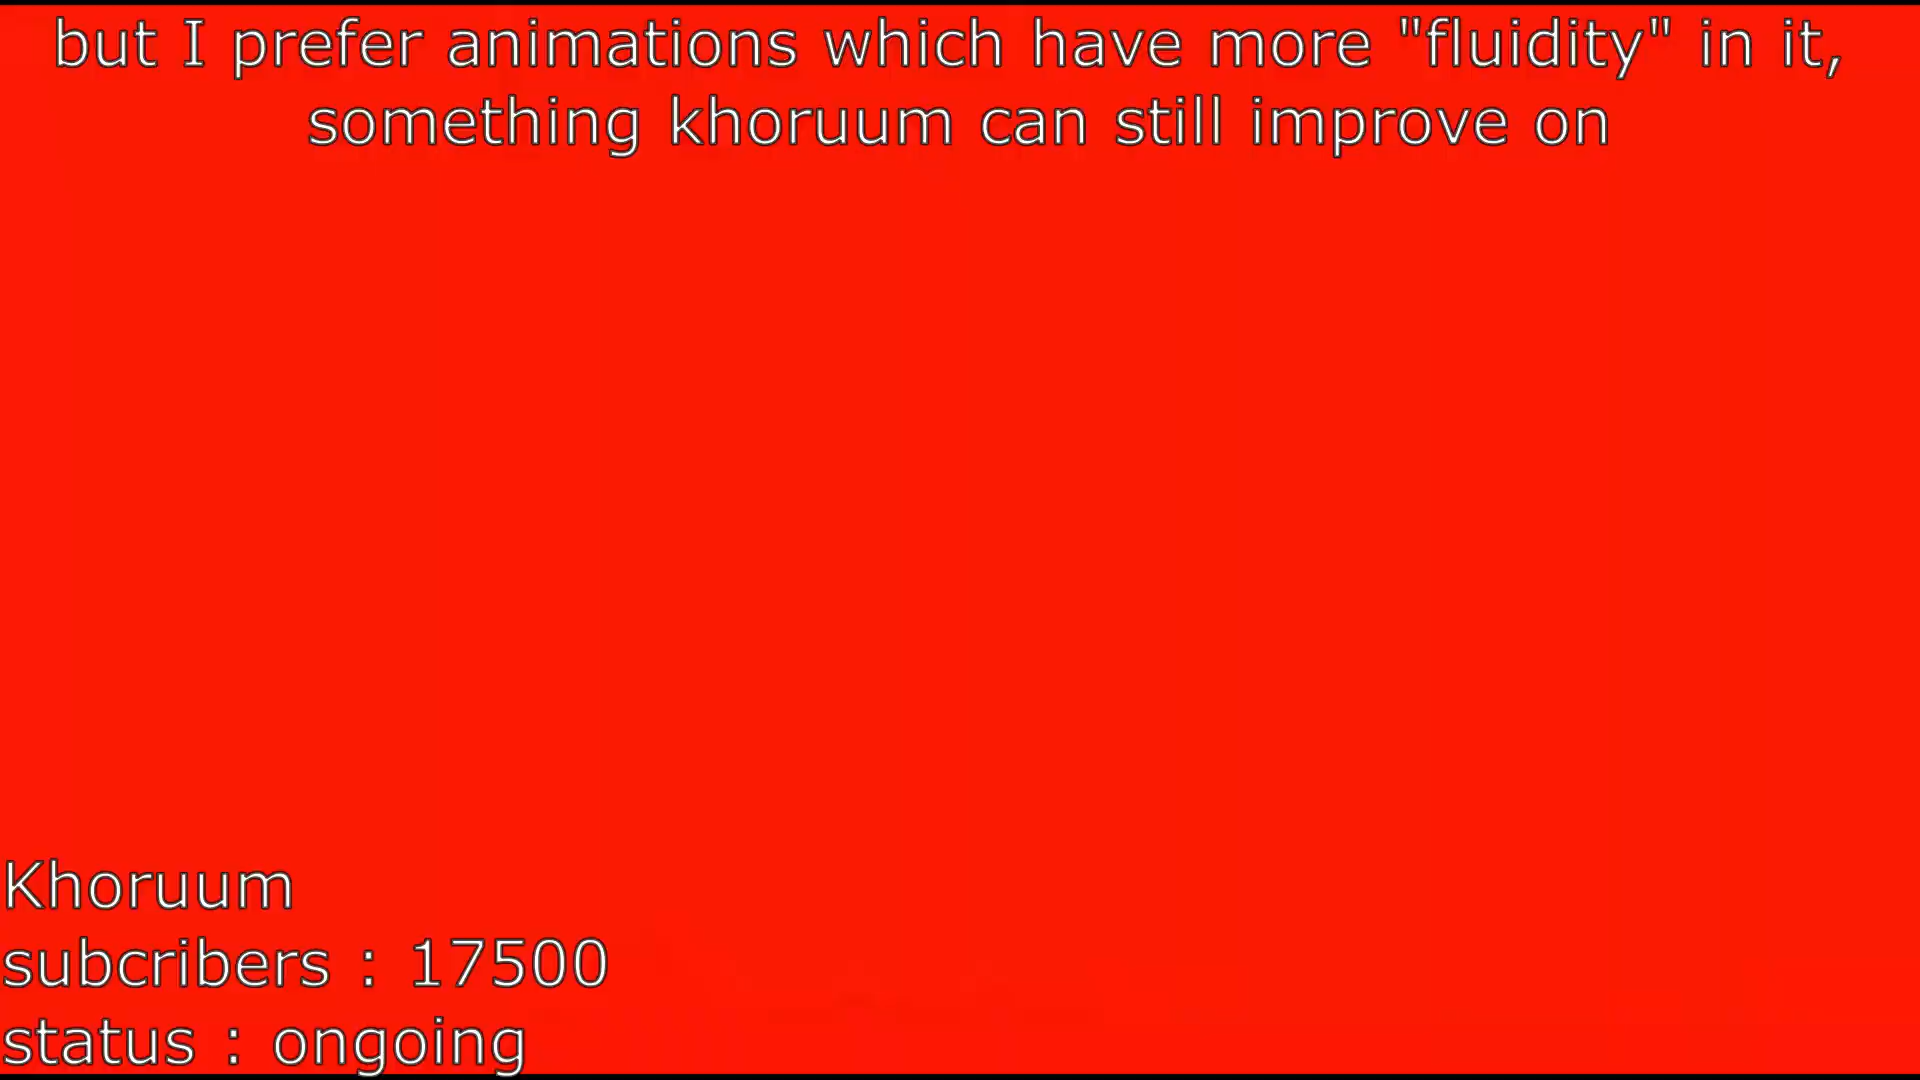 but I prefer animations which have more "fluidity" in it,
something khoruum can still improve on
Khoruum
subcribers : 17500
status : ongoing